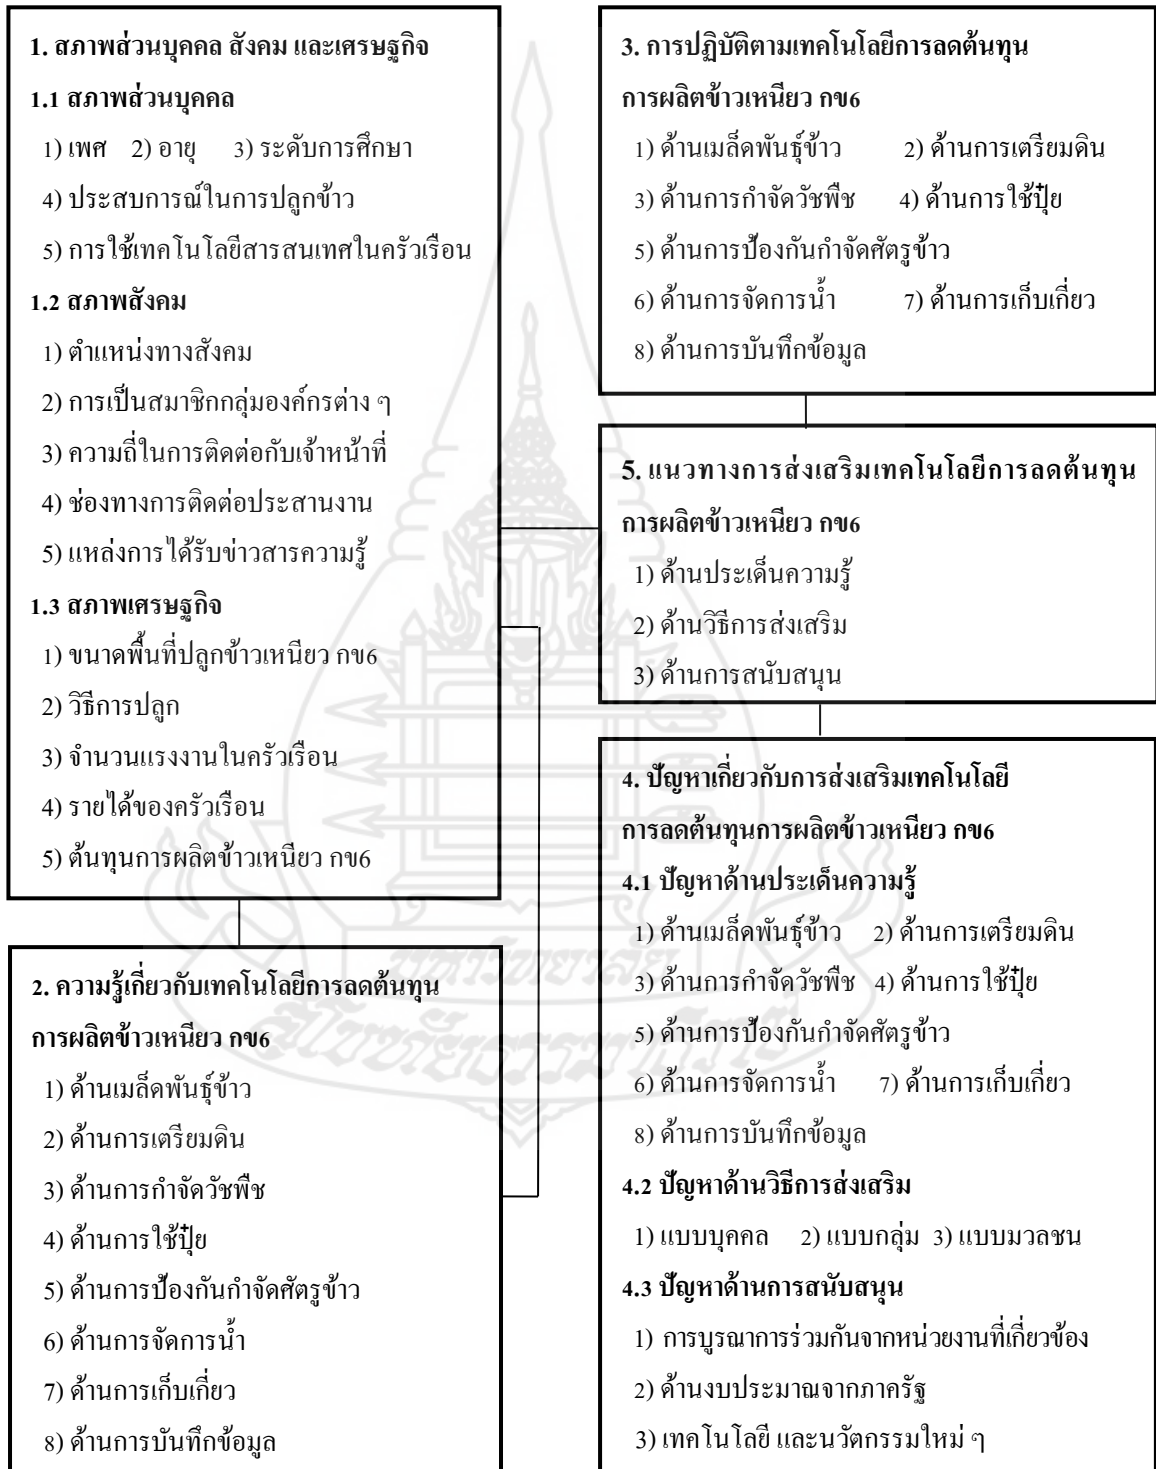 1. สภาพส่วนบุคคล สังคม และเศรษฐกิจ
1.1 สภาพส่วนบุคคล
1) เพศ 2) อายุ 3) ระดับการศึกษา
4) ประสบการณ์ในการปลูกข้าว
5) การใช้เทคโนโลยีสารสนเทศในครัวเรือน
1.2 สภาพสังคม
1) ตำแหน่งทางสังคม
2) การเป็นสมาชิกกลุ่มองค์กรต่าง ๆ
3) ความถี่ในการติดต่อกับเจ้าหน้าที่
4) ช่องทางการติดต่อประสานงาน
5) แหล่งการได้รับข่าวสารความรู้
1.3 สภาพเศรษฐกิจ
1) ขนาดพื้นที่ปลูกข้าวเหนียว กข6
2) วิธีการปลูก
3) จำนวนแรงงานในครัวเรือน
4) รายได้ของครัวเรือน
5) ต้นทุนการผลิตข้าวเหนียว กข6
2. ความรู้เกี่ยวกับเทคโนโลยีการลดต้นทุน
การผลิตข้าวเหนียว กข6
1) ด้านเมล็ดพันธุ์ข้าว
2) ด้านการเตรียมดิน
3) ด้านการกำจัดวัชพืช
4) ด้านการใช้ปุ๋ย
5) ด้านการป้องกันกำจัดศัตรูข้าว
6) ด้านการจัดการน้ำ
7) ด้านการเก็บเกี่ยว
8) ด้านการบันทึกข้อมูล
3. การปฏิบัติตามเทคโนโลยีการลดต้นทุน
การผลิตข้าวเหนียว กข6
1) ด้านเมล็ดพันธุ์ข้าว 2) ด้านการเตรียมดิน
3) ด้านการกำจัดวัชพืช 4) ด้านการใช้ปุ๋ย
5) ด้านการป้องกันกำจัดศัตรูข้าว
6) ด้านการจัดการน้ำ 7) ด้านการเก็บเกี่ยว
8) ด้านการบันทึกข้อมูล
5. แนวทางการส่งเสริมเทคโนโลยีการลดต้นทุน
การผลิตข้าวเหนียว กข6
1) ด้านประเด็นความรู้
2) ด้านวิธีการส่งเสริม
3) ด้านการสนับสนุน
4. ปัญหาเกี่ยวกับการส่งเสริมเทคโนโลยี
การลดต้นทุนการผลิตข้าวเหนียว กข6
4.1 ปัญหาด้านประเด็นความรู้
1) ด้านเมล็ดพันธุ์ข้าว 2) ด้านการเตรียมดิน
3) ด้านการกำจัดวัชพืช 4) ด้านการใช้ปุ๋ย
5) ด้านการป้องกันกำจัดศัตรูข้าว
6) ด้านการจัดการน้ำ 7) ด้านการเก็บเกี่ยว
8) ด้านการบันทึกข้อมูล
4.2 ปัญหาด้านวิธีการส่งเสริม
1) แบบบุคคล 2) แบบกลุ่ม 3) แบบมวลชน
4.3 ปัญหาด้านการสนับสนุน
1) การบูรณาการร่วมกันจากหน่วยงานที่เกี่ยวข้อง
2) ด้านงบประมาณจากภาครัฐ
3) เทคโนโลยี และนวัตกรรมใหม่ ๆ
มหาวิทยาลัย
สุโขทัยธรรมาธิราช